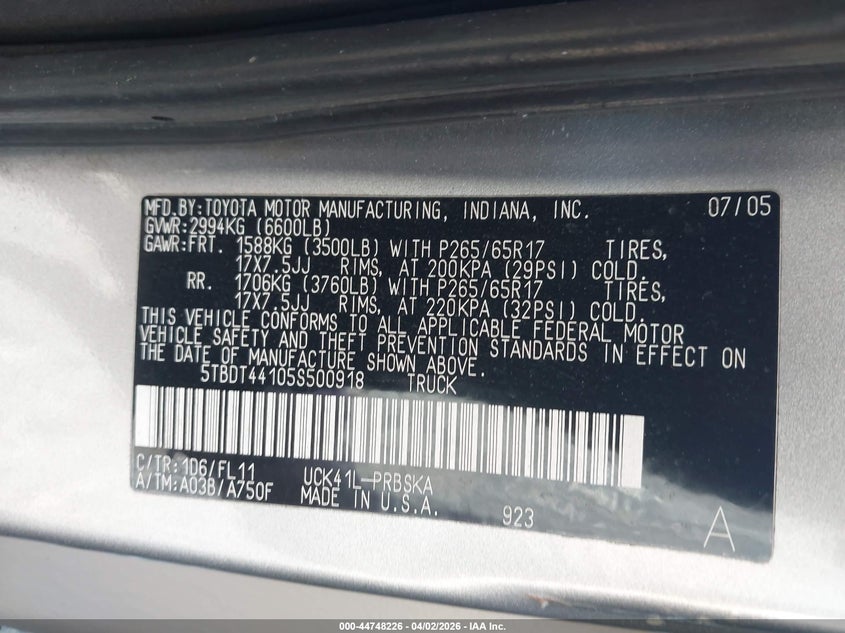 MFD.BY:TOYOTA MOTOR MANUFACTURING, INDIANA, INC. 07/05
GVWR:2994KG (6600LB)
GAWR:FRT. 1588KG (3500LB) WITH P265/65R17 TIRES,
17X7.5JJ RIMS, AT 200KPA (29PSI) COLD.
RR. 1706KG (3760LB) WITH P265/65R17 TIRES,
17X7.5JJ RIMS, AT 220KPA (32PSI) COLD.
THIS VEHICLE CONFORMS TO ALL APPLICABLE FEDERAL MOTOR
VEHICLE SAFETY AND THEFT PREVENTION STANDARDS IN EFFECT ON
THE DATE OF MANUFACTURE SHOWN ABOVE.
5TBDT44105S500918 TRUCK
C/TR:1D6/FL11 UCK41L-PRBSKA
A/TM:A03B/A750F MADE IN U.S.A.
923 A
000-44748226 - 04/02/2026 - IAA Inc.